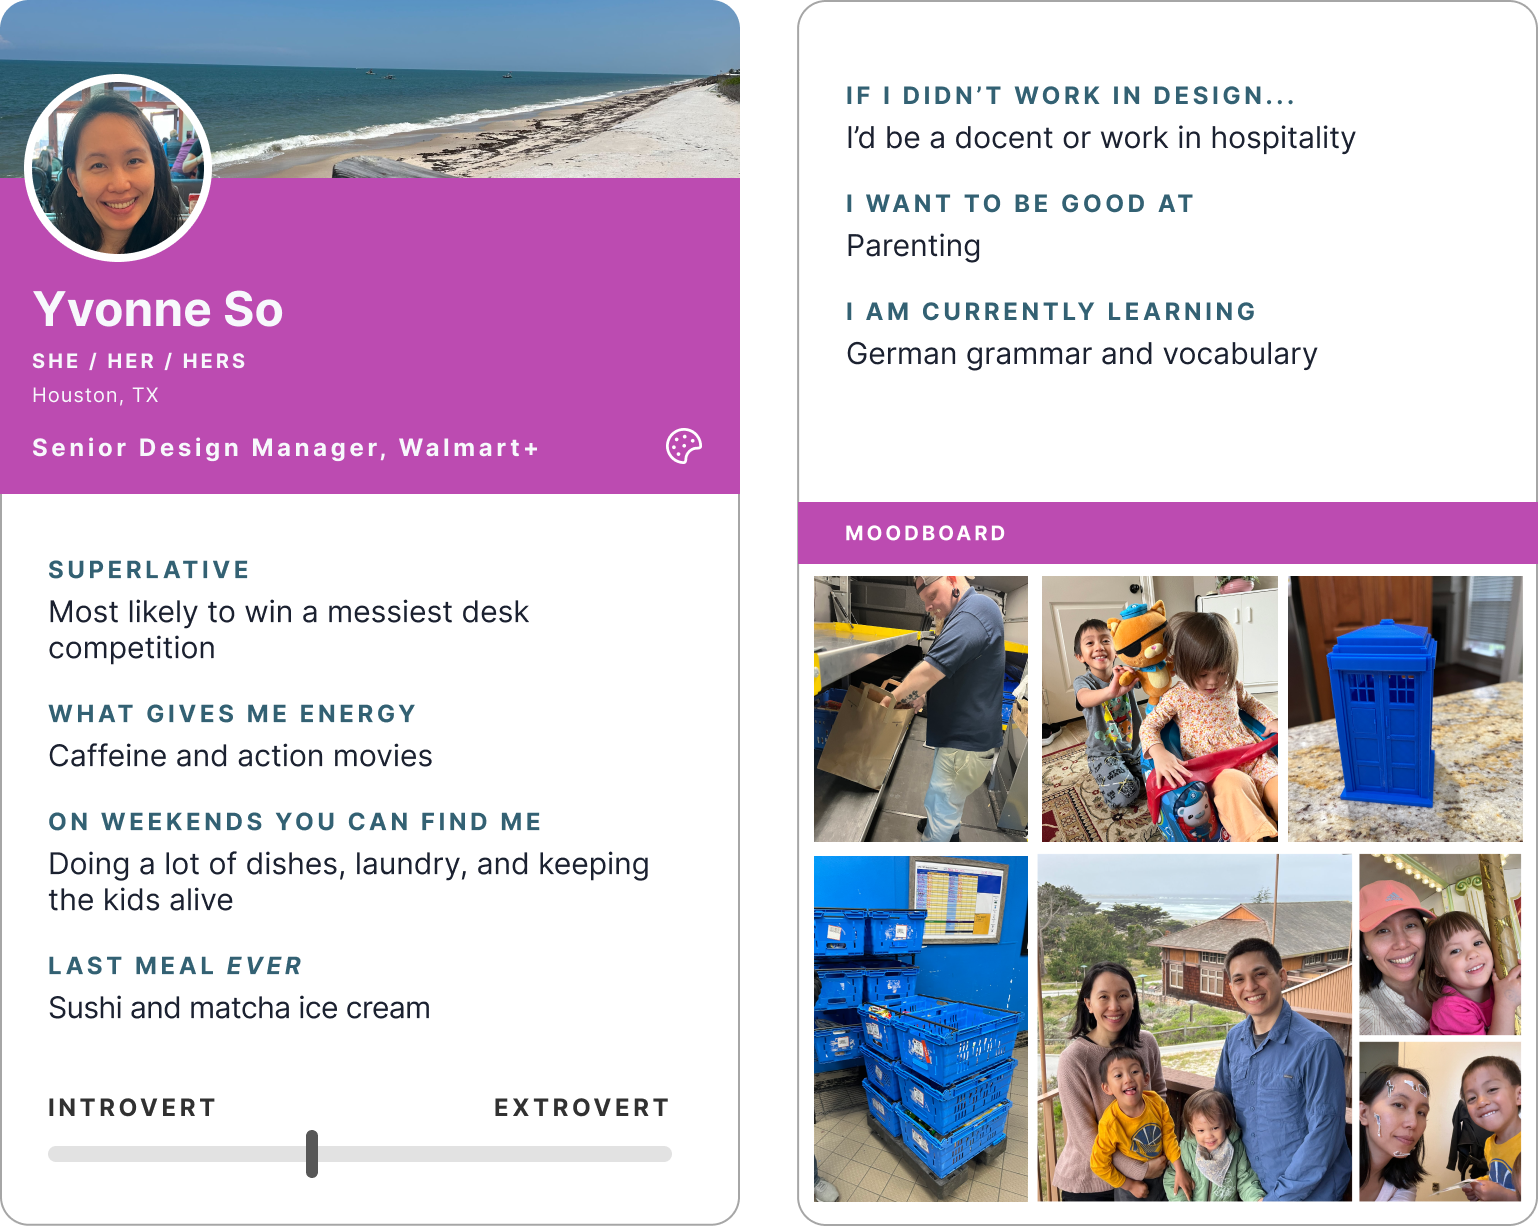 Yvonne So
SHE / HER / HERS
Houston, TX
Senior Design Manager, Walmart+
SUPERLATIVE
Most likely to win a messiest desk
competition
WHAT GIVES ME ENERGY
Caffeine and action movies
ON WEEKENDS YOU CAN FIND ME
Doing a lot of dishes, laundry, and keeping
the kids alive
LAST MEAL EVER
Sushi and matcha ice cream
INTROVERT
EXTROVERT
IF I DIDN’T WORK IN DESIGN...
I’d be a docent or work in hospitality
I WANT TO BE GOOD AT
Parenting
I AM CURRENTLY LEARNING
German grammar and vocabulary
MOODBOARD